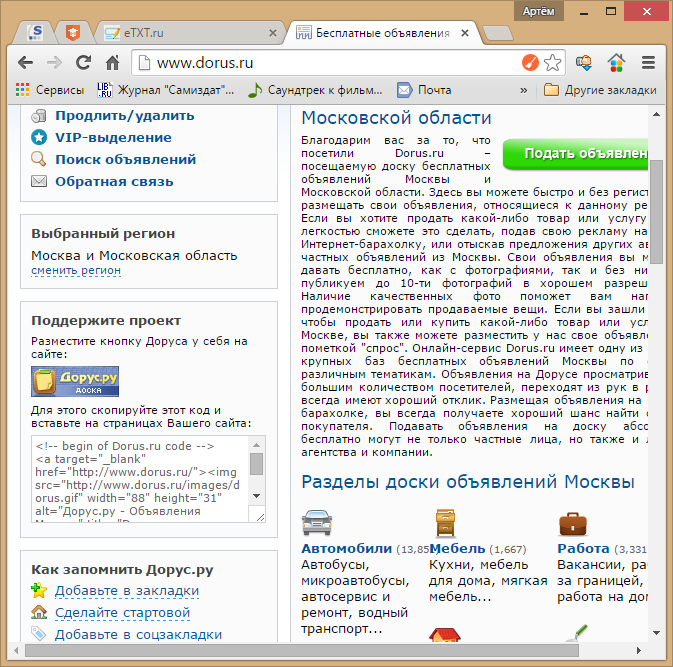 Артём
S
eTXT.ru
Бесплатные объявления
www.dorus.ru
Сервисы
LIB.RU
Журнал "Самиздат"...
Саундтрек к фильм...
Почта
»
Другие закладки
Продлить/удалить
VIP-выделение
Поиск объявлений
Обратная связь
Выбранный регион
Москва и Московская область
сменить регион
Поддержите проект
Разместите кнопку Доруса у себя на
сайте:
Дорус.ру
ДОСКА
Для этого скопируйте этот код и
вставьте на страницах Вашего сайта:
<!-- begin of Dorus.ru code -->
<a target="_blank"
href="http://www.dorus.ru/"><img
src="http://www.dorus.ru/images/d
orus.gif" width="88" height="31"
alt="Дорус.ру - Объявления
Как запомнить Дорус.ру
Добавьте в закладки
Сделайте стартовой
Добавьте в соцзакладки
Московской области
Благодарим вас за то, что
посетили Dorus.ru –
посещаемую доску бесплатных
объявлений Москвы и
Подать объявлен
Московской области. Здесь вы можете быстро и без регист
размещать свои объявления, относящиеся к данному ре
Если вы хотите продать какой-либо товар или услугу
легкостью сможете это сделать, подав свою рекламу на
Интернет-барахолку, или отыскав предложения других ав
частных объявлений из Москвы. Свои объявления вы м
давать бесплатно, как с фотографиями, так и без ни
публикуем до 10-ти фотографий в хорошем разреш
Наличие качественных фото поможет вам наг
продемонстрировать продаваемые вещи. Если вы зашли
чтобы продать или купить какой-либо товар или усл
Москве, вы также можете разместить у нас свое объявле
пометкой "спрос". Онлайн-сервис Dorus.ru имеет одну из
крупных баз бесплатных объявлений Москвы по
различным тематикам. Объявления на Дорусе просматрив
большим количеством посетителей, переходят из рук в р
всегда имеют хороший отклик. Размещая объявления на
барахолке, вы всегда получаете хороший шанс найти
покупателя. Подавать объявления на доску абсо
бесплатно могут не только частные лица, но также и
агентства и компании.
Разделы доски объявлений Москвы
Автомобили (13,85
Автобусы,
микроавтобусы,
автосервис и
ремонт, водный
транспорт...
Мебель (1,667)
Кухни, мебель
для дома, мягкая
мебель...
Работа (3,331
Вакансии, ра
за границей,
работа на до